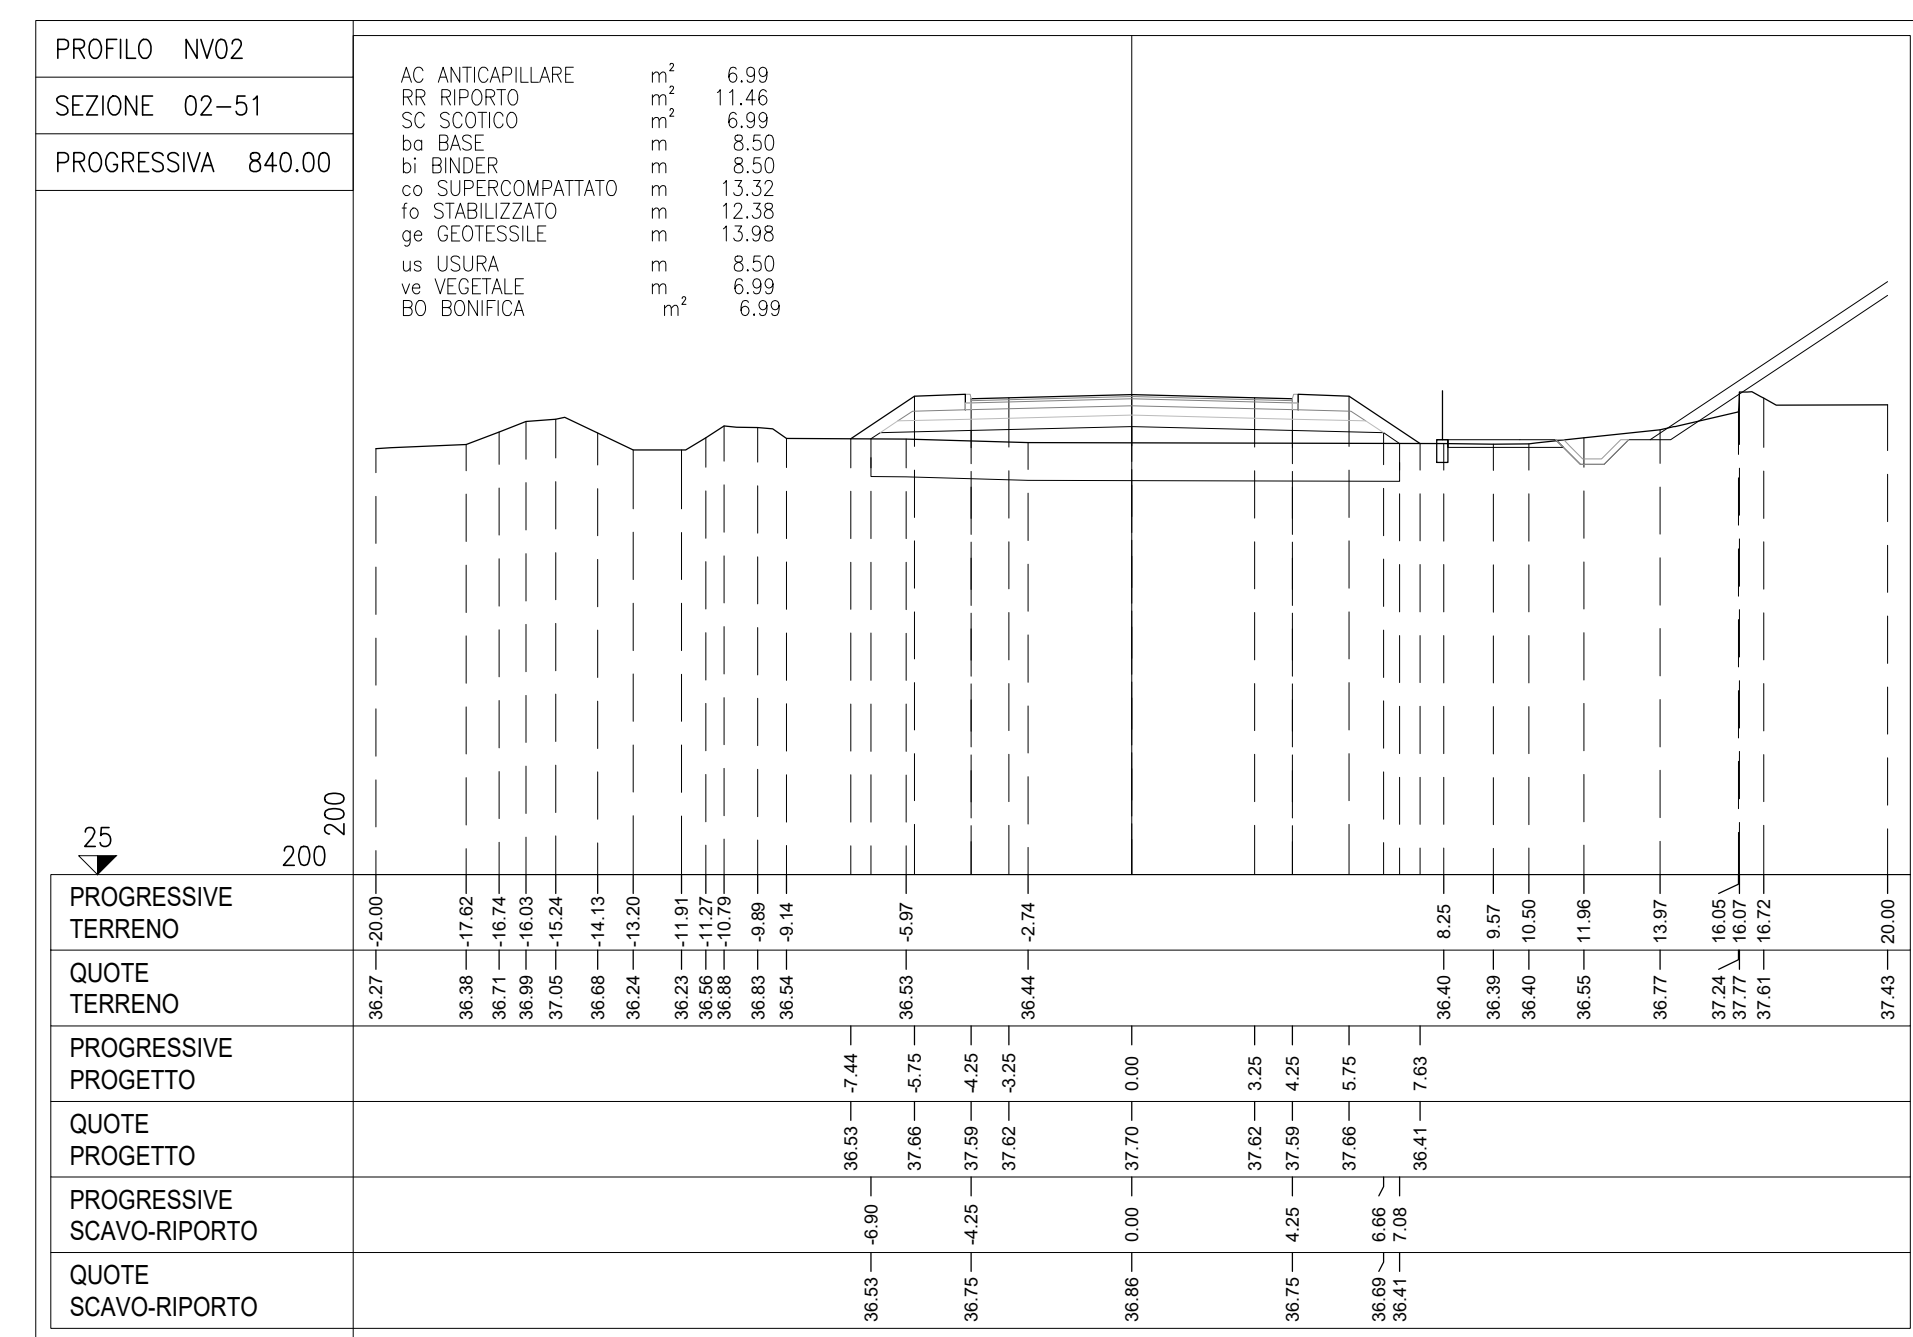 PROFILO NV02
SEZIONE 02-51
PROGRESSIVA 840.00
AC ANTICAPILLARE m² 6.99
RR RIPORTO m² 11.46
SC SCOTICO m² 6.99
ba BASE m 8.50
bi BINDER m 8.50
co SUPERCOMPATTATO m 13.32
fo STABILIZZATO m 12.38
ge GEOTESSILE m 13.98
us USURA m 8.50
ve VEGETALE m 6.99
BO BONIFICA m² 6.99
200
25
200
PROGRESSIVE
TERRENO
-20.00 -17.62 -16.74 -16.03 -15.24 -14.13 -13.20 -11.91 -11.27 -10.79 -9.89 -9.14 -5.97 -2.74 8.25 9.57 10.50 11.96 13.97 16.05 16.07 16.72 20.00
QUOTE
TERRENO
36.27 36.38 36.71 36.99 37.05 36.68 36.24 36.23 36.56 36.88 36.83 36.54 36.53 36.44 36.40 36.39 36.40 36.55 36.77 37.24 37.77 37.61 37.43
PROGRESSIVE
PROGETTO
-7.44 -5.75 -4.25 -3.25 0.00 3.25 4.25 5.75 7.63
QUOTE
PROGETTO
36.53 37.66 37.59 37.62 37.70 37.62 37.59 37.66 36.41
PROGRESSIVE
SCAVO-RIPORTO
-6.90 -4.25 0.00 4.25 6.66 7.08
QUOTE
SCAVO-RIPORTO
36.53 36.75 36.86 36.75 36.69 36.41